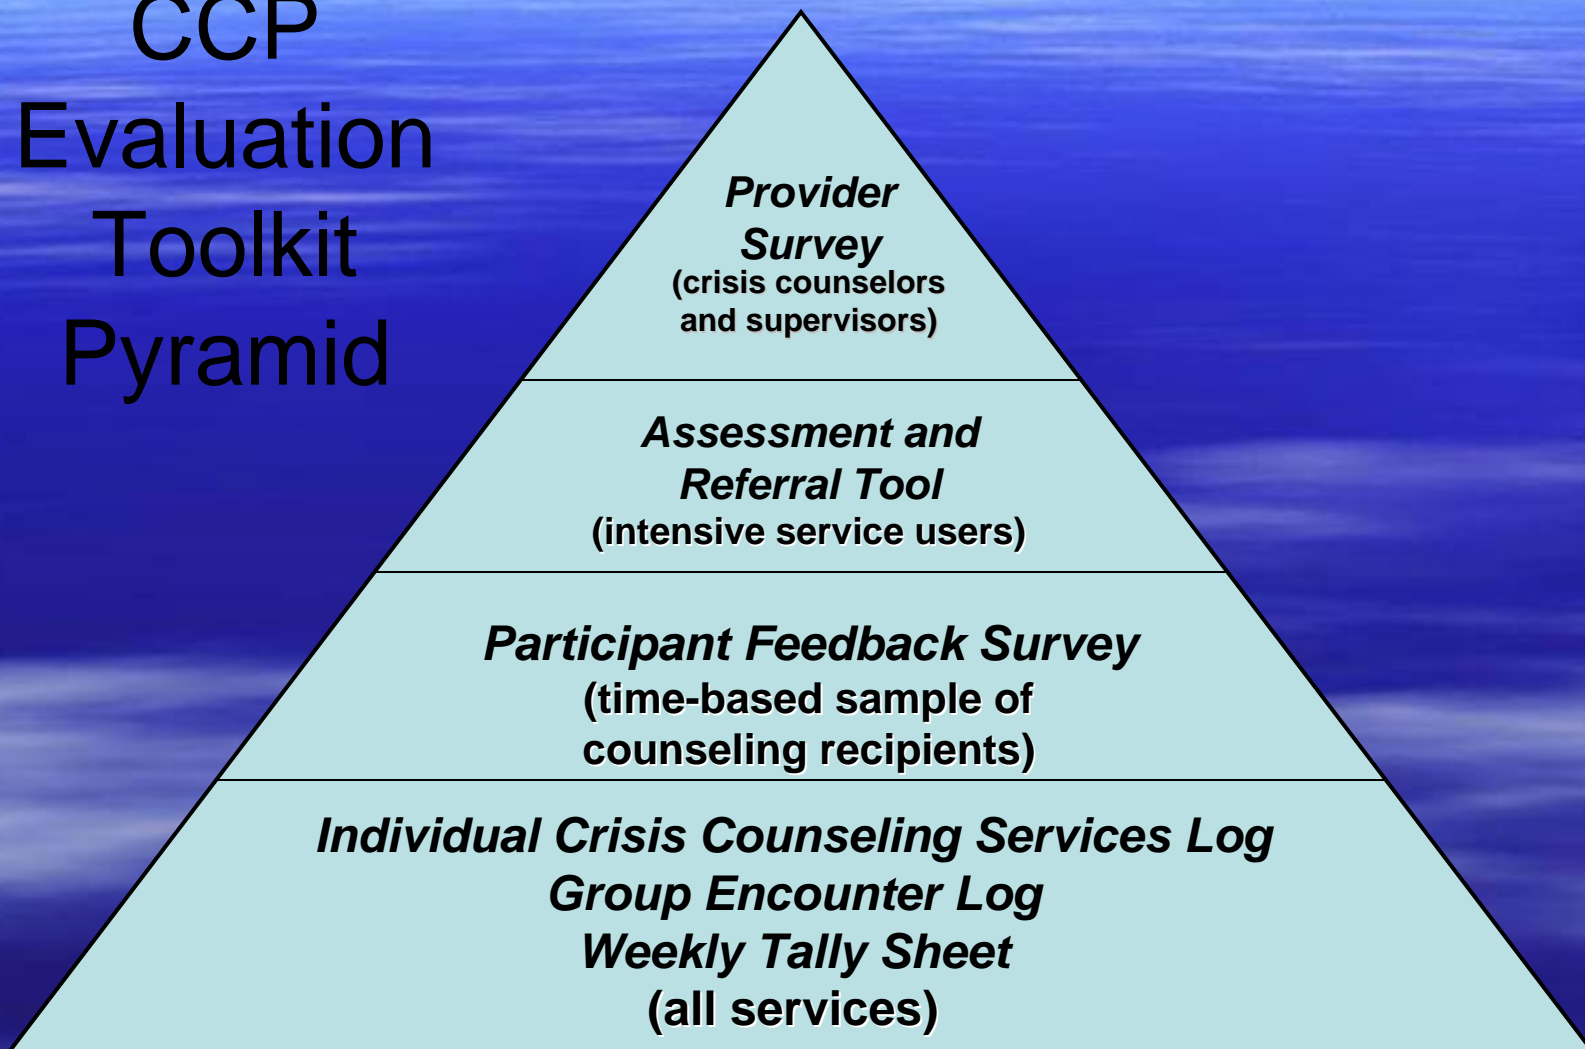 CCP
Evaluation
Toolkit
Pyramid
Provider
Survey
(crisis counselors
and supervisors)
Assessment and
Referral Tool
(intensive service users)
Participant Feedback Survey
(time-based sample of
counseling recipients)
Individual Crisis Counseling Services Log
Group Encounter Log
Weekly Tally Sheet
(all services)